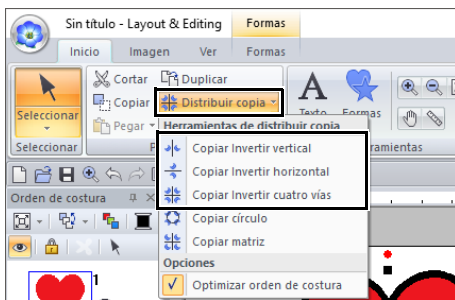 Sin título - Layout & Editing
Formas
Inicio Imagen Ver Formas
Cortar Duplicar
Copiar Distribuir copia
Pegar
Seleccionar
Texto Formas
Seleccionar
Herramientas de distribuir copia
Copiar Invertir vertical
Copiar Invertir horizontal
Copiar Invertir cuatro vías
Orden de costura
Copiar círculo
Copiar matriz
Opciones
Optimizar orden de costura
1